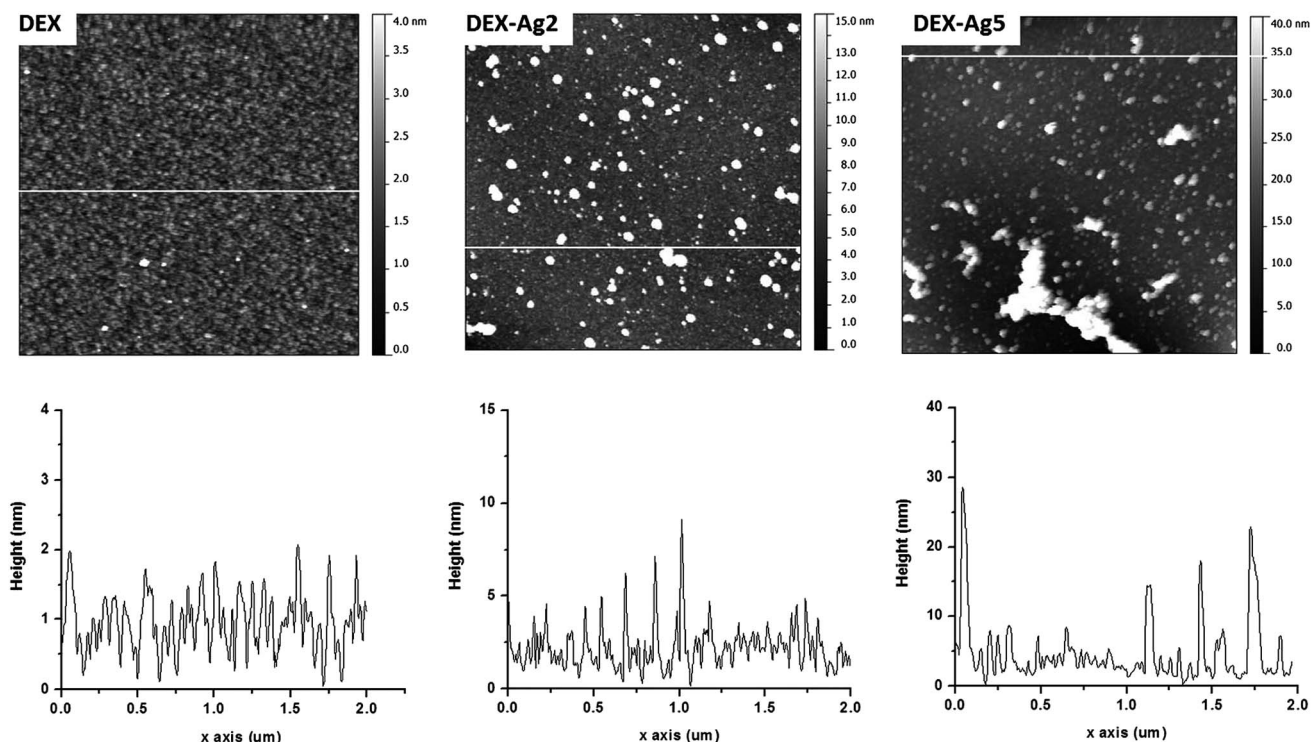 DEX
4.0 nm
3.5
3.0
2.5
2.0
1.5
1.0
0.5
0.0
DEX-Ag2
15.0 nm
13.0
12.0
11.0
10.0
9.0
8.0
7.0
6.0
5.0
4.0
3.0
2.0
1.0
0.0
DEX-Ag5
40.0 nm
35.0
30.0
25.0
20.0
15.0
10.0
5.0
0.0
Height (nm)
4
3
2
1
0
0.0 0.5 1.0 1.5 2.0
x axis (um)
Height (nm)
15
10
5
0
0.0 0.5 1.0 1.5 2.0
x axis (um)
Height (nm)
40
30
20
10
0
0.0 0.5 1.0 1.5 2.0
x axis (um)